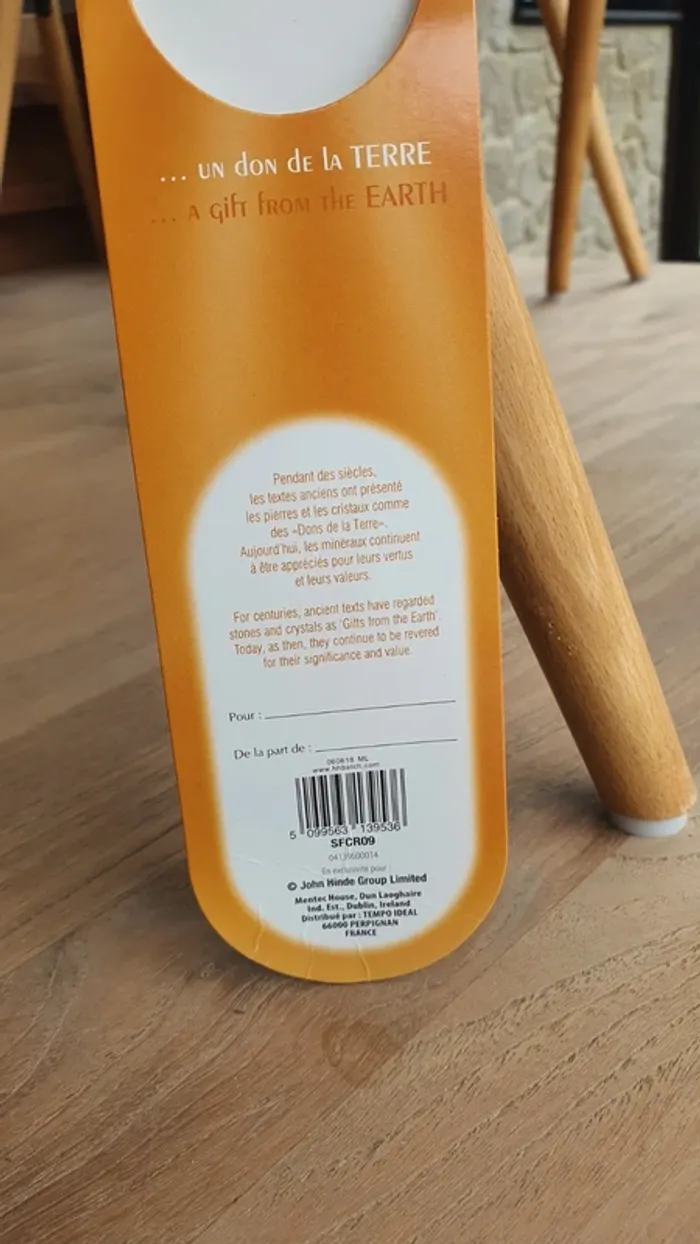 ... un don de la TERRE
... a gift from the EARTH
Pendant des siècles,
les textes anciens ont présenté
les pierres et les cristaux comme
des «Dons de la Terre».
Aujourd'hui, les minéraux continuent
à être appréciés pour leurs vertus
et leurs valeurs.
For centuries, ancient texts have regarded
stones and crystals as 'Gifts from the Earth'.
Today, as then, they continue to be revered
for their significance and value.
Pour :
De la part de :
060618 ML
5 099563 139536
SFCR09
04139600014
En exclusivité pour :
© John Hinde Group Limited
Mentec House, Dun Laoghaire
Ind. Est., Dublin, Ireland
Distribué par : TEMPO IDEAL
66000 PERPIGNAN
FRANCE